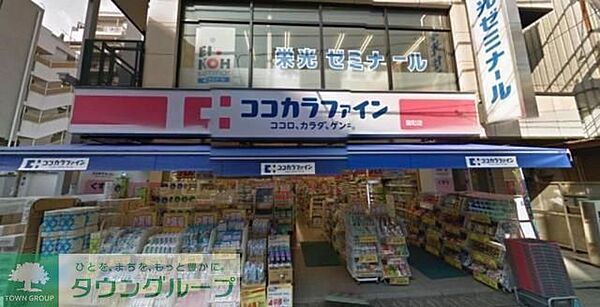 EIKOH
栄光 ゼミナール
栄光ゼミナール
ココカラファイン
ココロ、カラダ、ゲンキ。
ココカラファイン
ココカラファイン
ココカラファイン
くすり
TOWN GROUP
ひとを、まちを、もっと豊かに。
タウングループ